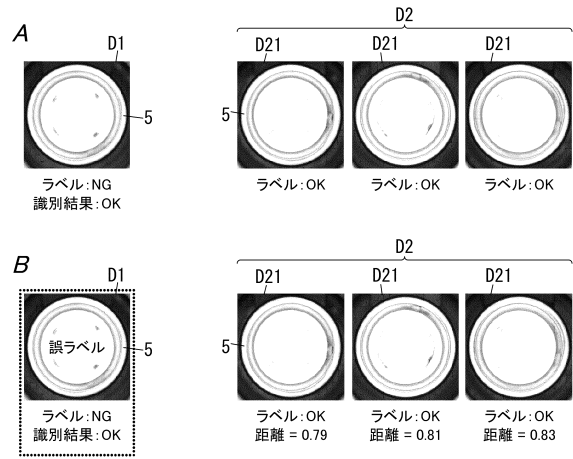 A
D1
5
ラベル:NG
識別結果:OK
D2
D21
D21
D21
5
ラベル:OK
ラベル:OK
ラベル:OK
B
D1
誤ラベル
5
ラベル:NG
識別結果:OK
D2
D21
D21
D21
5
ラベル:OK
距離 = 0.79
ラベル:OK
距離 = 0.81
ラベル:OK
距離 = 0.83